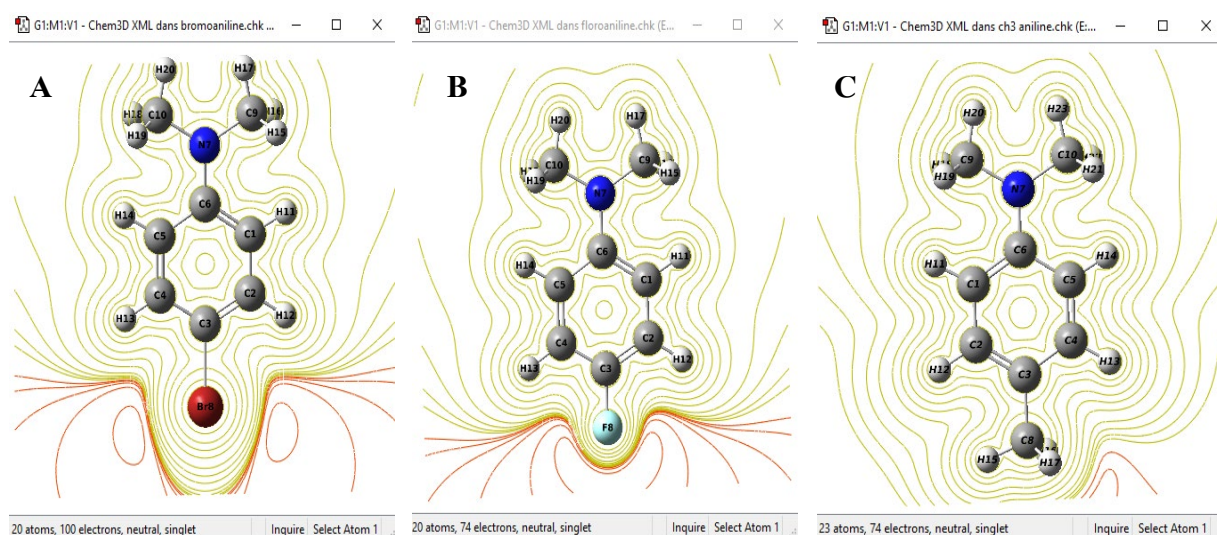 G1:M1:V1 - Chem3D XML dans bromoaniline.chk ...
A
H20
H17
H18
H16
C10
C9
H19
H15
N7
C6
H14
H11
C5
C1
C4
C2
H13
H12
C3
Br8
20 atoms, 100 electrons, neutral, singlet
Inquire
Select Atom 1
G1:M1:V1 - Chem3D XML dans floroaniline.chk (E:...
B
H20
H17
C10
C9
H19
H15
N7
C6
H14
H11
C5
C1
C4
C2
H13
H12
C3
F8
20 atoms, 74 electrons, neutral, singlet
Inquire
Select Atom 1
G1:M1:V1 - Chem3D XML dans ch3 aniline.chk (E:...
C
H20
H23
C9
C10
H19
H21
N7
C6
H11
H14
C1
C5
C2
C4
H12
H13
C3
C8
H15
H17
23 atoms, 74 electrons, neutral, singlet
Inquire
Select Atom 1